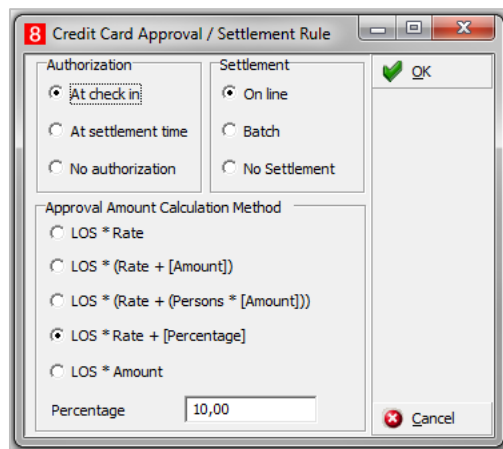 8 Credit Card Approval / Settlement Rule
Authorization
At check in
At settlement time
No authorization
Settlement
On line
Batch
No Settlement
OK
Approval Amount Calculation Method
LOS * Rate
LOS * (Rate + [Amount])
LOS * (Rate + (Persons * [Amount]))
LOS * Rate + [Percentage]
LOS * Amount
Percentage 10,00
Cancel